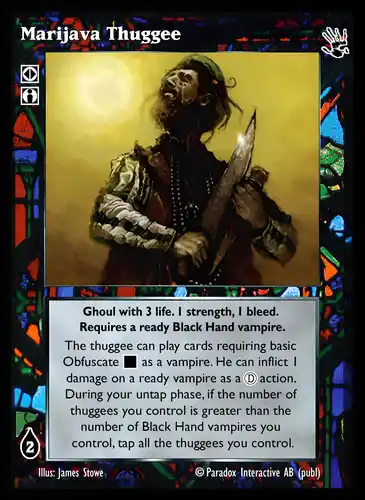 Marijava Thuggee
Ghoul with 3 life. 1 strength, 1 bleed.
Requires a ready Black Hand vampire.
The thuggee can play cards requiring basic
Obfuscate as a vampire. He can inflict 1
damage on a ready vampire as a Ⓓ action.
During your untap phase, if the number of
thuggees you control is greater than the
number of Black Hand vampires you
control, tap all the thuggees you control.
2
Illus: James Stowe © Paradox Interactive AB (publ)